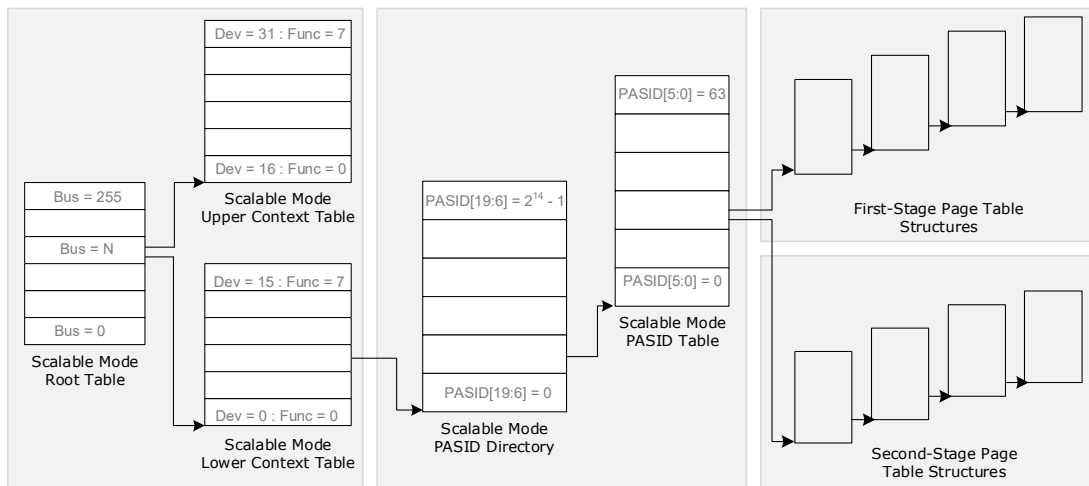 Dev = 31 : Func = 7
Dev = 16 : Func = 0
Scalable Mode
Upper Context Table
Bus = 255
Bus = N
Bus = 0
Scalable Mode
Root Table
Dev = 15 : Func = 7
Dev = 0 : Func = 0
Scalable Mode
Lower Context Table
PASID[19:6] = 2¹⁴ - 1
PASID[19:6] = 0
Scalable Mode
PASID Directory
PASID[5:0] = 63
PASID[5:0] = 0
Scalable Mode
PASID Table
First-Stage Page Table
Structures
Second-Stage Page
Table Structures